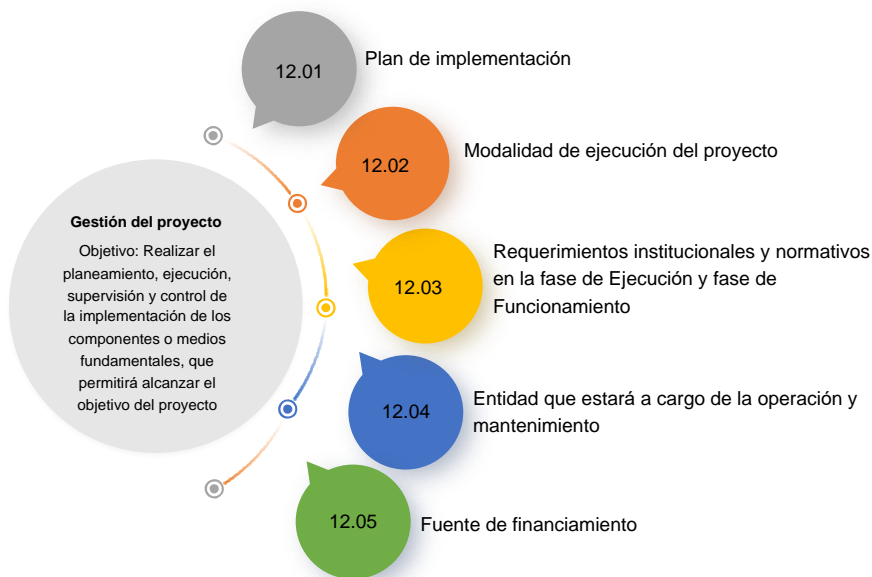 12.01
Plan de implementación
12.02
Modalidad de ejecución del proyecto
Gestión del proyecto
Objetivo: Realizar el
planeamiento, ejecución,
supervisión y control de
la implementación de los
componentes o medios
fundamentales, que
permitirá alcanzar el
objetivo del proyecto
12.03
Requerimientos institucionales y normativos
en la fase de Ejecución y fase de
Funcionamiento
12.04
Entidad que estará a cargo de la operación y
mantenimiento
12.05
Fuente de financiamiento